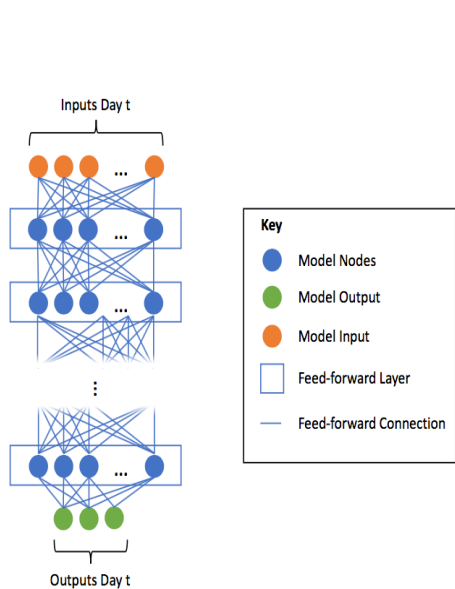 Inputs Day t
...
...
...
⋮
...
Outputs Day t
Key
Model Nodes
Model Output
Model Input
Feed-forward Layer
Feed-forward Connection